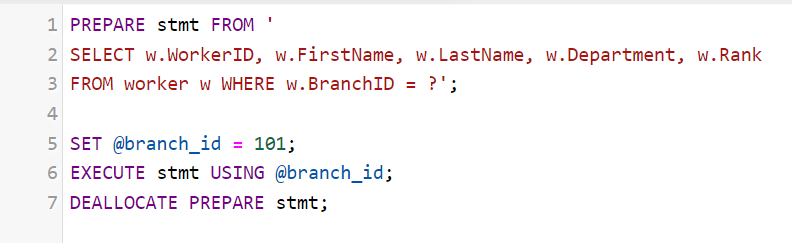 1 PREPARE stmt FROM '
2 SELECT w.WorkerID, w.FirstName, w.LastName, w.Department, w.Rank
3 FROM worker w WHERE w.BranchID = ?';
4
5 SET @branch_id = 101;
6 EXECUTE stmt USING @branch_id;
7 DEALLOCATE PREPARE stmt;